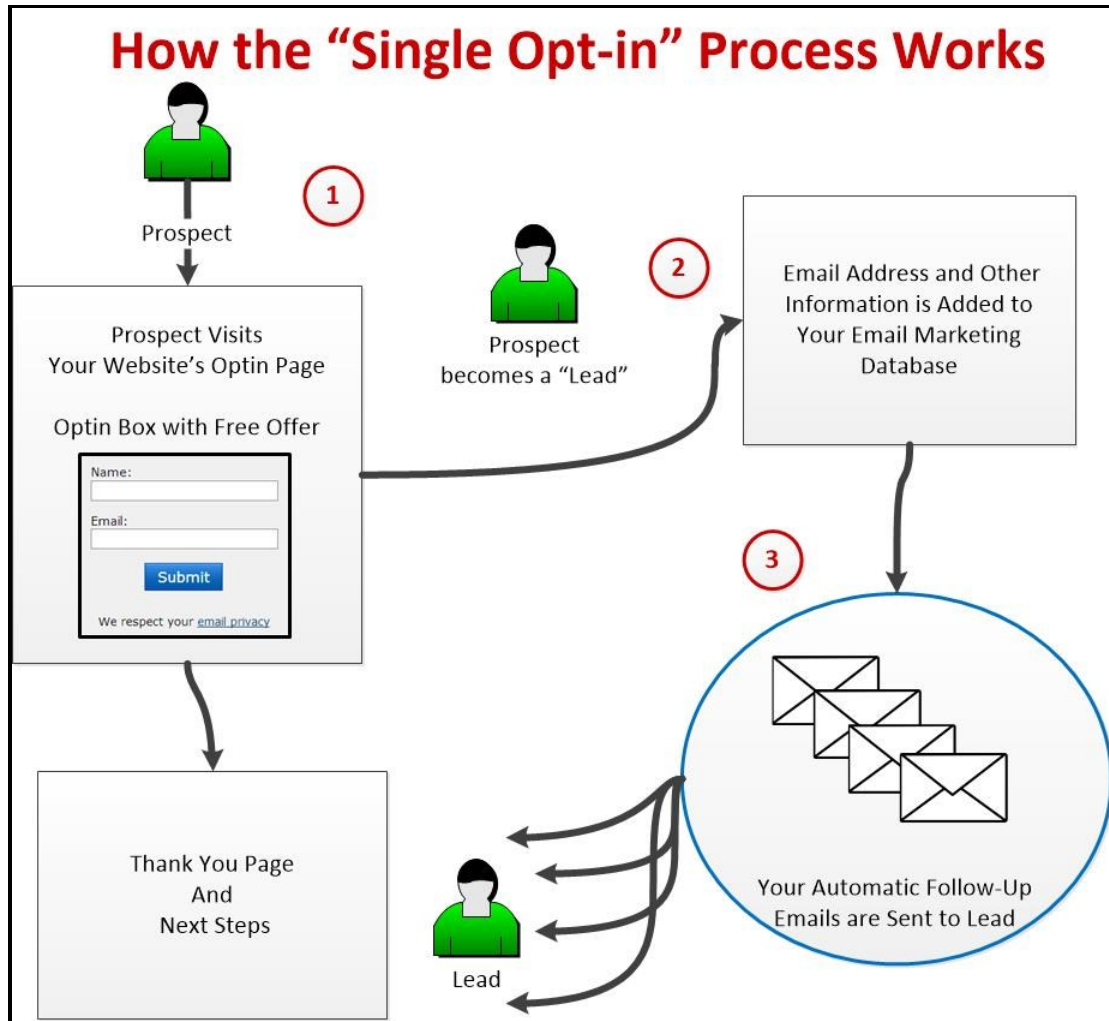 How the “Single Opt-in” Process Works
1
Prospect
Prospect Visits
Your Website’s Optin Page
Optin Box with Free Offer
Name:
Email:
Submit
We respect your email privacy
Prospect
becomes a “Lead”
2
Email Address and Other
Information is Added to
Your Email Marketing
Database
3
Your Automatic Follow-Up
Emails are Sent to Lead
Thank You Page
And
Next Steps
Lead